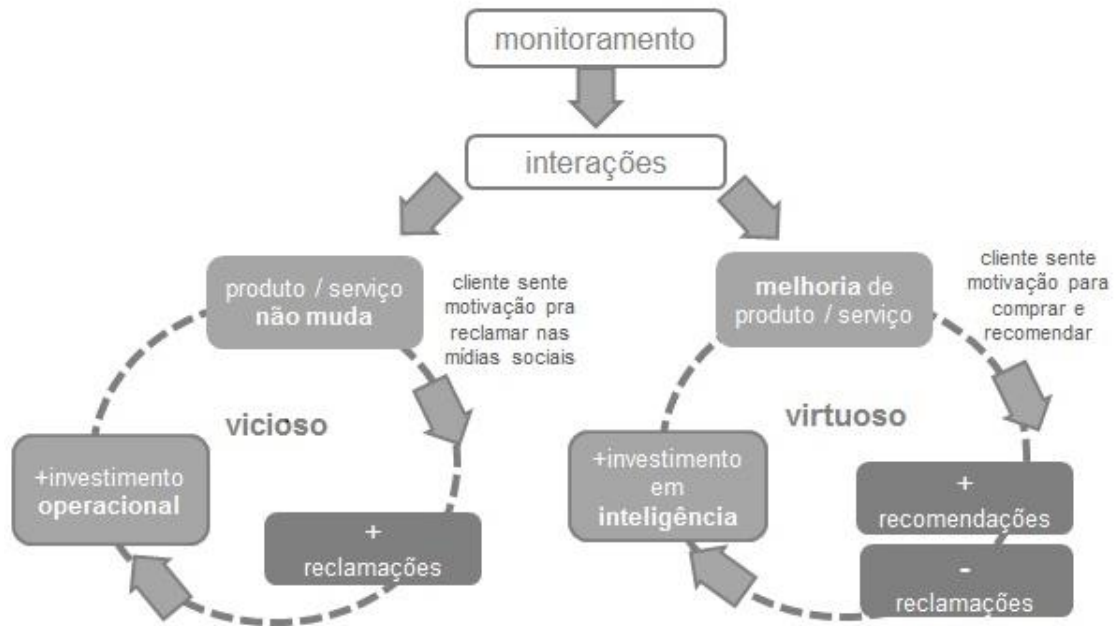 monitoramento
interações
produto / serviço
não muda
cliente sente
motivação pra
reclamar nas
mídias sociais
vicioso
+investimento
operacional
+
reclamações
melhoria de
produto / serviço
cliente sente
motivação para
comprar e
recomendar
virtuoso
+investimento
em
inteligência
+
recomendações
-
reclamações